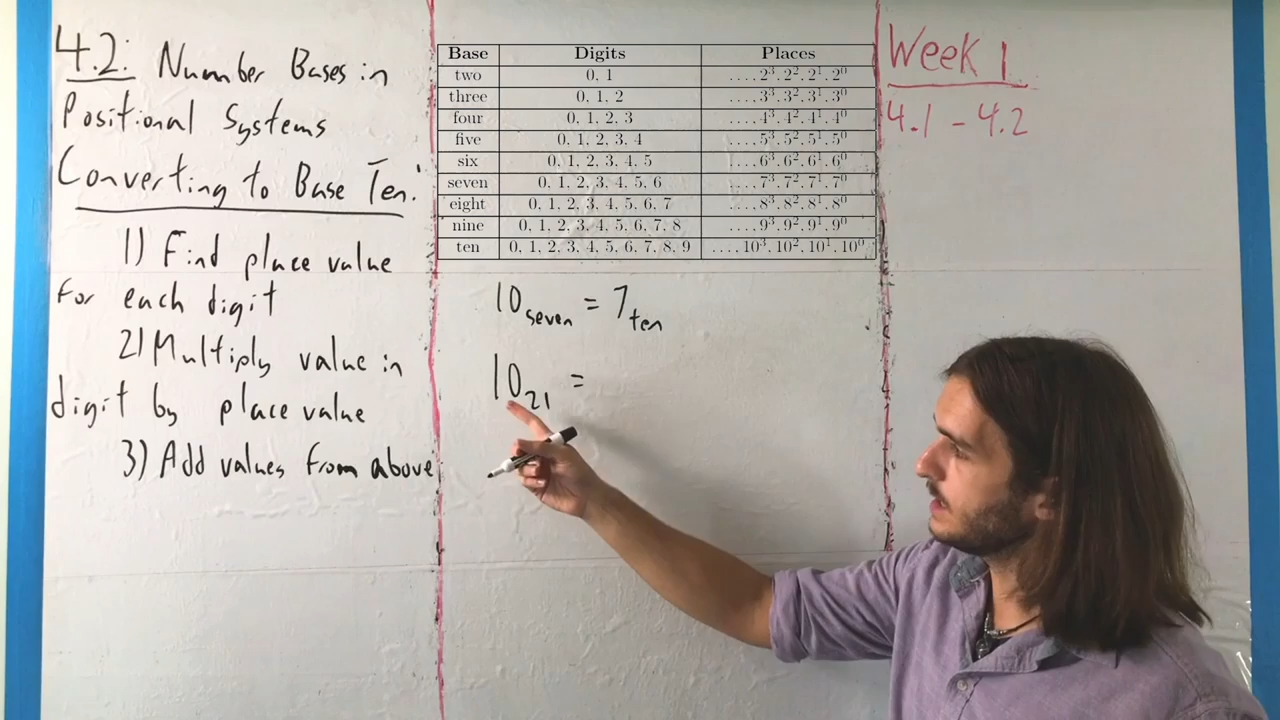 4.2: Number Bases in
Positional Systems
Converting to Base Ten:
1) Find place value
for each digit
2) Multiply value in
digit by place value
3) Add values from above
Base Digits Places
two 0, 1 ....2³, 2², 2¹, 2⁰
three 0, 1, 2 ....3³, 3², 3¹, 3⁰
four 0, 1, 2, 3 ....4³, 4², 4¹, 4⁰
five 0, 1, 2, 3, 4 ....5³, 5², 5¹, 5⁰
six 0, 1, 2, 3, 4, 5 ....6³, 6², 6¹, 6⁰
seven 0, 1, 2, 3, 4, 5, 6 ....7³, 7², 7¹, 7⁰
eight 0, 1, 2, 3, 4, 5, 6, 7 ....8³, 8², 8¹, 8⁰
nine 0, 1, 2, 3, 4, 5, 6, 7, 8 ....9³, 9², 9¹, 9⁰
ten 0, 1, 2, 3, 4, 5, 6, 7, 8, 9 ....10³, 10², 10¹, 10⁰
10seven = 7ten
10₂₁ =
Week 1
4.1 - 4.2